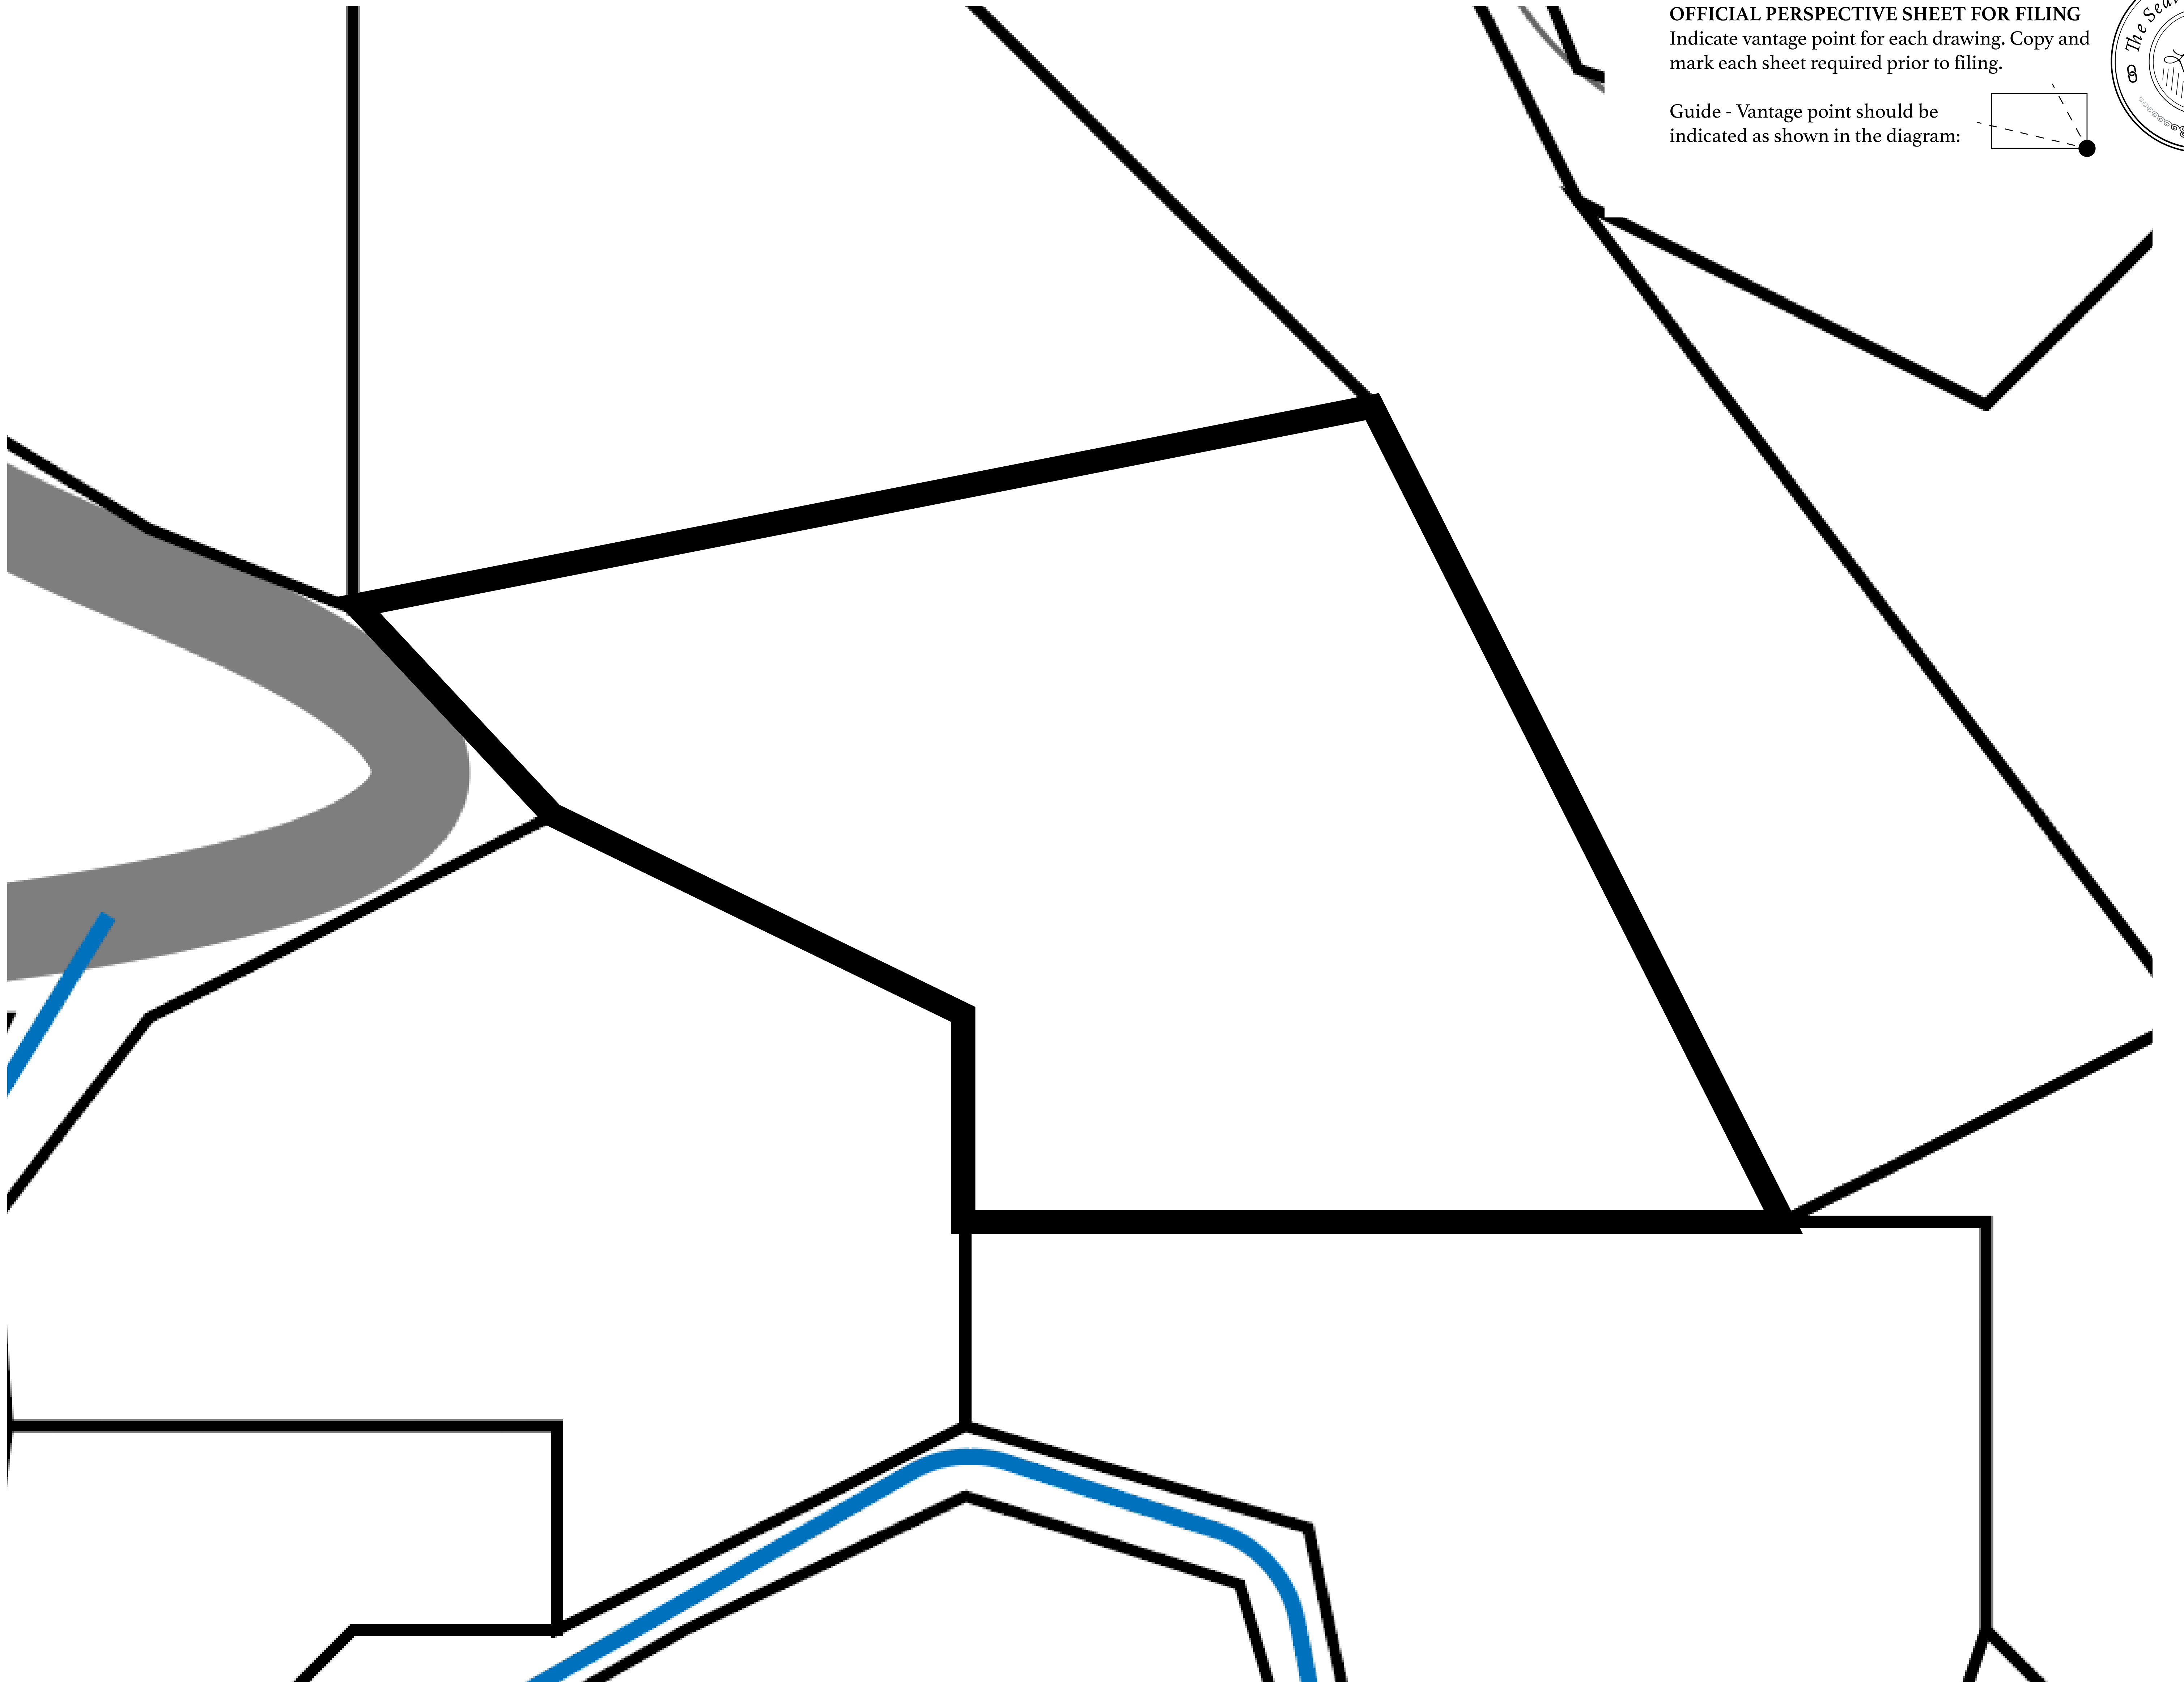 OFFICIAL PERSPECTIVE SHEET FOR FILING
Indicate vantage point for each drawing. Copy and
mark each sheet required prior to filing.
Guide - Vantage point should be
indicated as shown in the diagram:
The